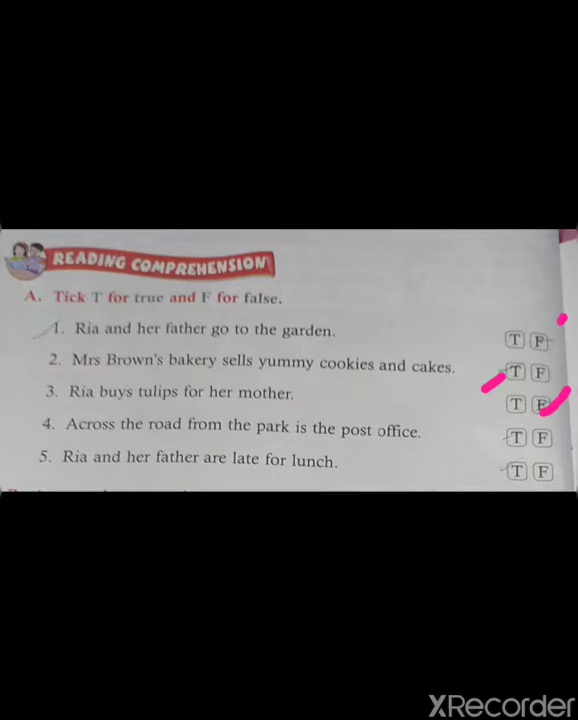 READING COMPREHENSION
A. Tick T for true and F for false.
1. Ria and her father go to the garden. T F
2. Mrs Brown's bakery sells yummy cookies and cakes. T F
3. Ria buys tulips for her mother. T F
4. Across the road from the park is the post office. T F
5. Ria and her father are late for lunch. T F
XRecorder